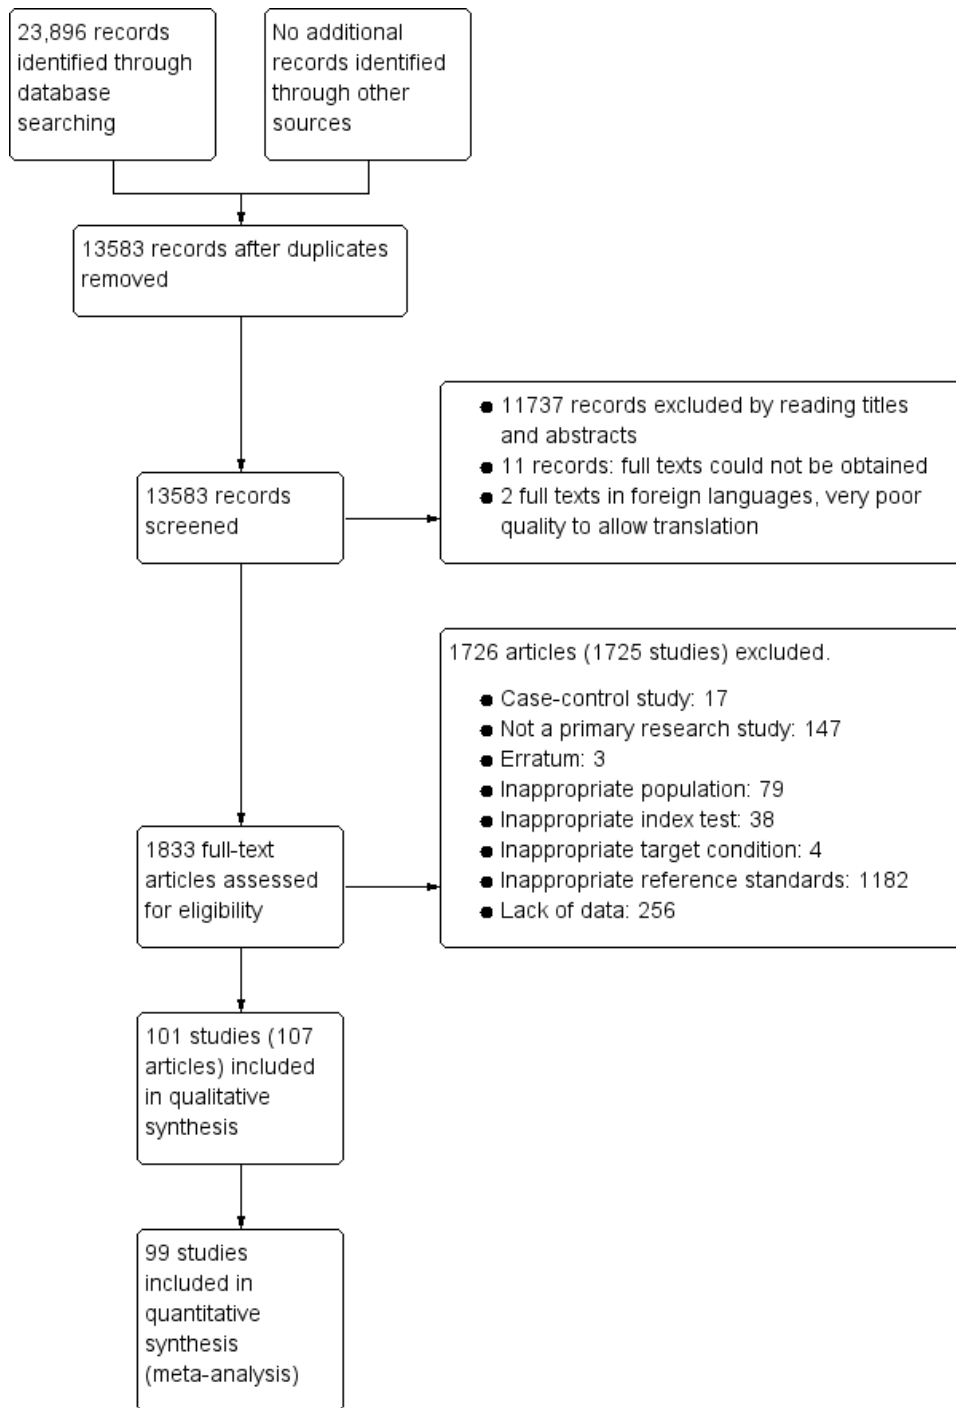 23,896 records
identified through
database
searching
No additional
records identified
through other
sources
13583 records after duplicates
removed
● 11737 records excluded by reading titles
and abstracts
● 11 records: full texts could not be obtained
● 2 full texts in foreign languages, very poor
quality to allow translation
13583 records
screened
1726 articles (1725 studies) excluded.
● Case-control study: 17
● Not a primary research study: 147
● Erratum: 3
● Inappropriate population: 79
● Inappropriate index test: 38
● Inappropriate target condition: 4
● Inappropriate reference standards: 1182
● Lack of data: 256
1833 full-text
articles assessed
for eligibility
101 studies (107
articles) included
in qualitative
synthesis
99 studies
included in
quantitative
synthesis
(meta-analysis)